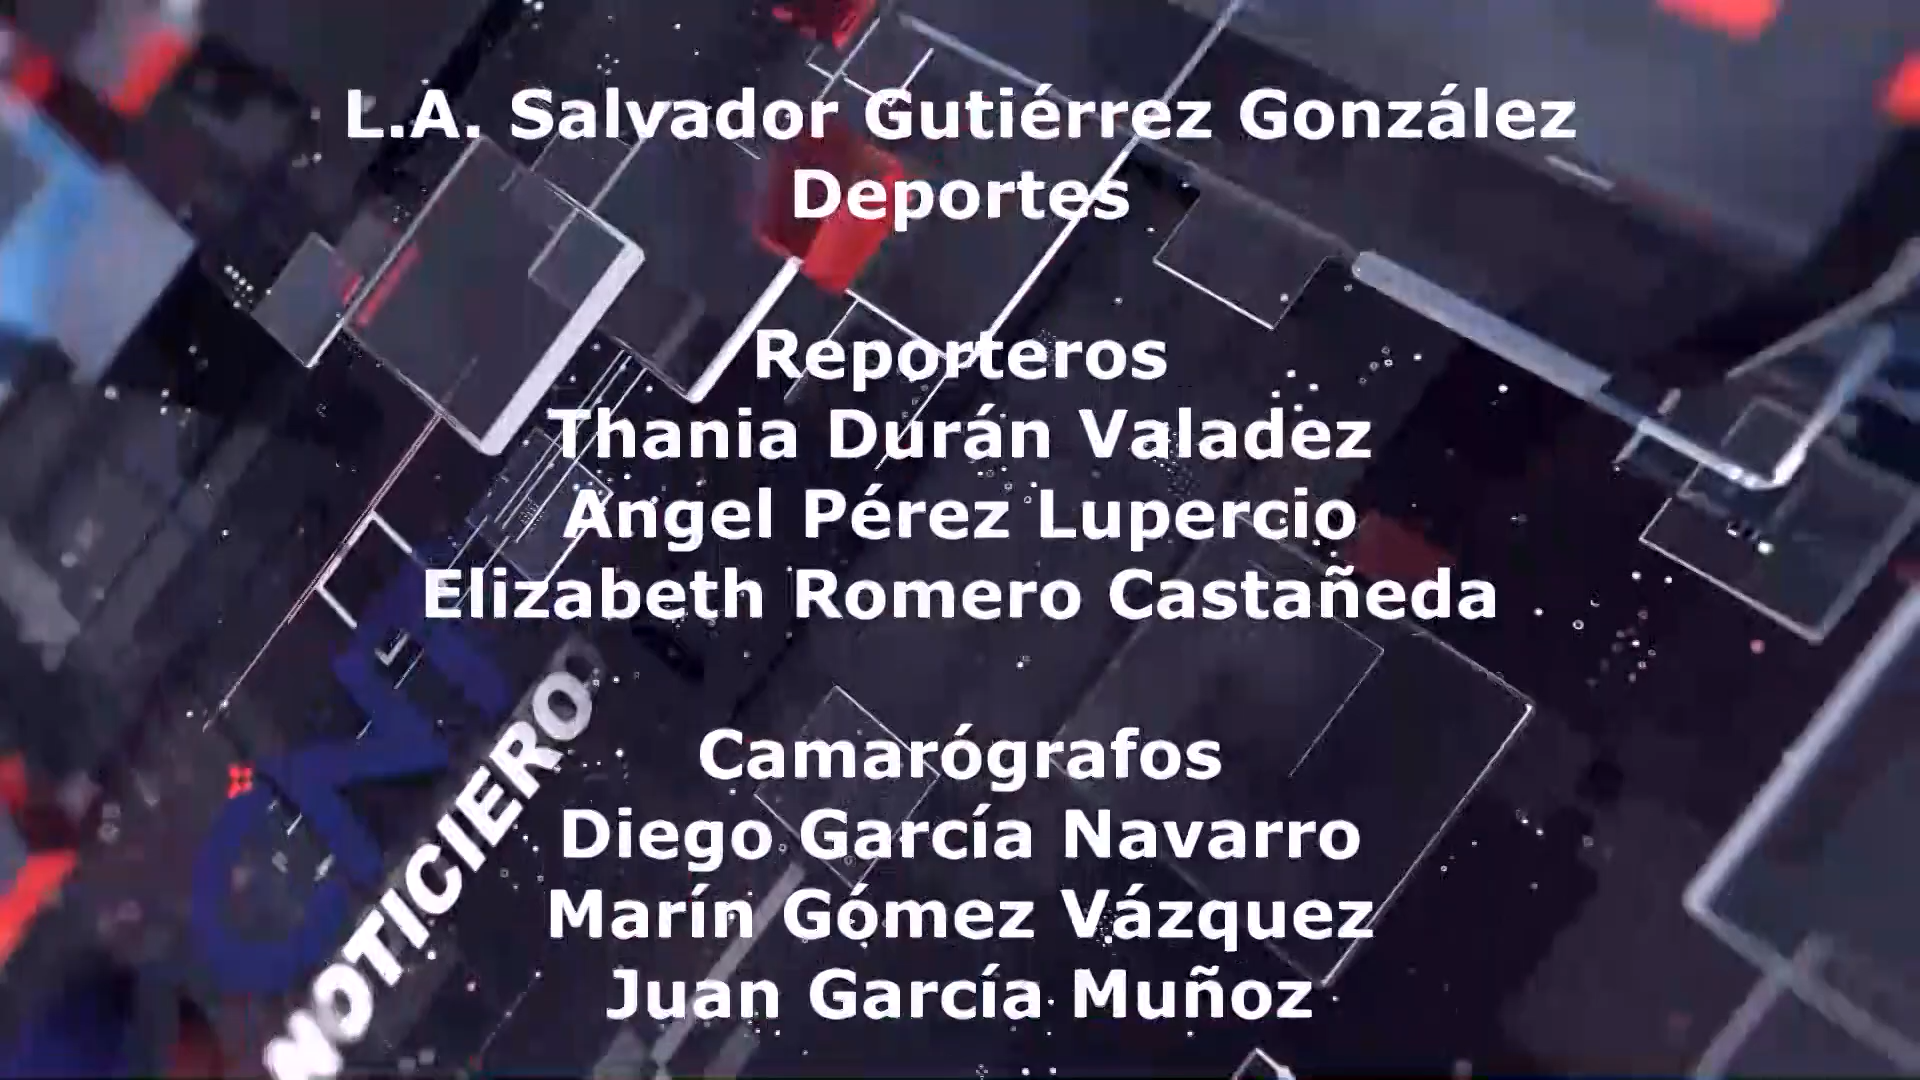 L.A. Salvador Gutiérrez González
Deportes
Reporteros
Thania Durán Valadez
Angel Pérez Lupercio
Elizabeth Romero Castañeda
Camarógrafos
Diego García Navarro
Marín Gómez Vázquez
Juan García Muñoz
NOTICIERO